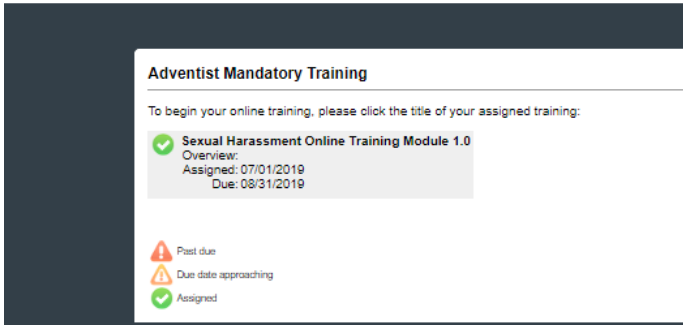 Adventist Mandatory Training
To begin your online training, please click the title of your assigned training:
Sexual Harassment Online Training Module 1.0
Overview:
Assigned: 07/01/2019
Due: 08/31/2019
Past due
Due date approaching
Assigned